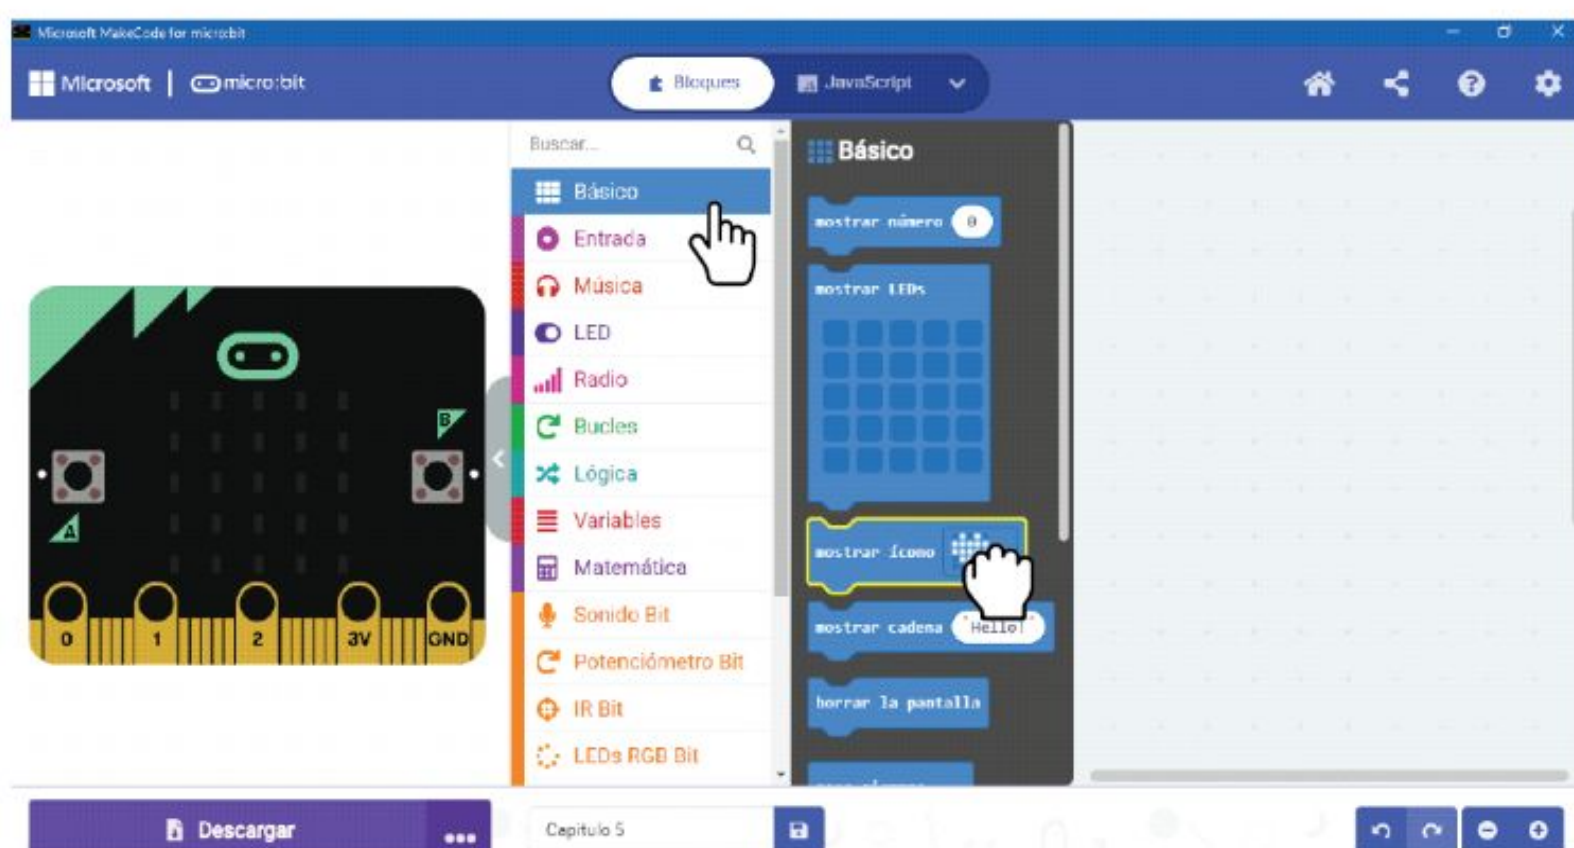 Microsoft MakeCode for micro:bit
Microsoft | micro:bit
Bloques
JavaScript
Buscar...
Básico
Entrada
Música
LED
Radio
Bucles
Lógica
Variables
Matemática
Sonido Bit
Potenciómetro Bit
IR Bit
LEDs RGB Bit
Básico
mostrar número 0
mostrar LEDs
mostrar ícono
mostrar cadena "Hello!"
borrar la pantalla
B
A
0 1 2 3V GND
Descargar
Capitulo 5